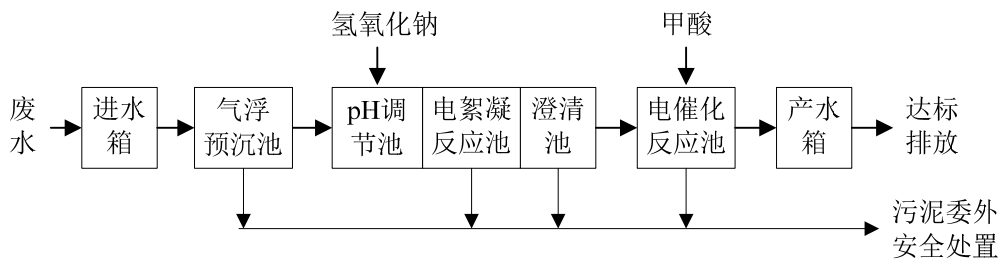 氢氧化钠
甲酸
废
水
进水
箱
气浮
预沉池
pH调
节池
电絮凝
反应池
澄清
池
电催化
反应池
产水
箱
达标
排放
污泥委外
安全处置